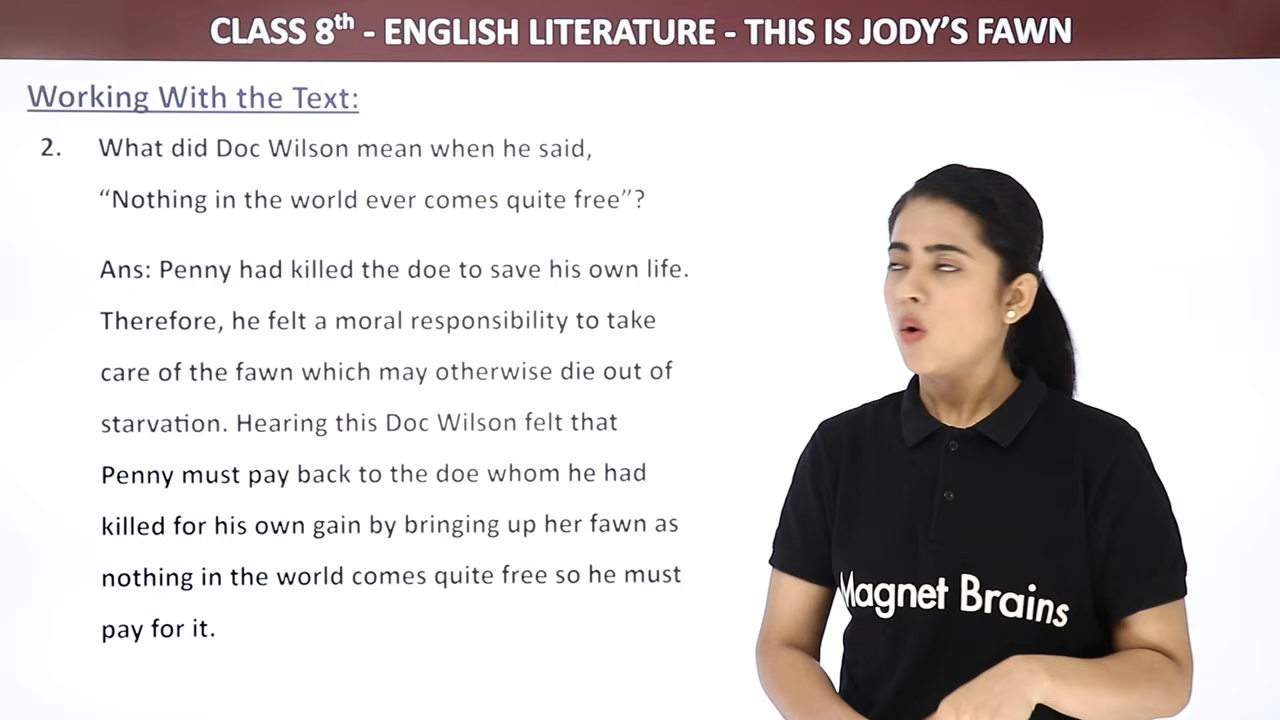 CLASS 8th - ENGLISH LITERATURE - THIS IS JODY'S FAWN
Working With the Text:
2. What did Doc Wilson mean when he said,
“Nothing in the world ever comes quite free”?
Ans: Penny had killed the doe to save his own life.
Therefore, he felt a moral responsibility to take
care of the fawn which may otherwise die out of
starvation. Hearing this Doc Wilson felt that
Penny must pay back to the doe whom he had
killed for his own gain by bringing up her fawn as
nothing in the world comes quite free so he must
pay for it.
Magnet Brains